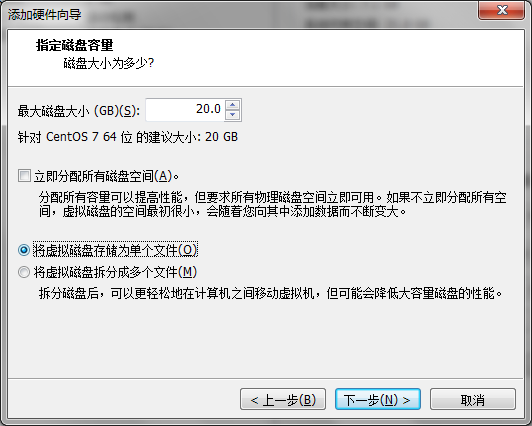 添加硬件向导
指定磁盘容量
磁盘大小为多少?
最大磁盘大小 (GB)(S): 20.0
针对 CentOS 7 64 位 的建议大小: 20 GB
立即分配所有磁盘空间(A)。
分配所有容量可以提高性能，但要求所有物理磁盘空间立即可用。如果不立即分配所有空
间，虚拟磁盘的空间最初很小，会随着您向其中添加数据而不断变大。
将虚拟磁盘存储为单个文件(O)
将虚拟磁盘拆分成多个文件(M)
拆分磁盘后，可以更轻松地在计算机之间移动虚拟机，但可能会降低大容量磁盘的性能。
< 上一步(B) 下一步(N) > 取消